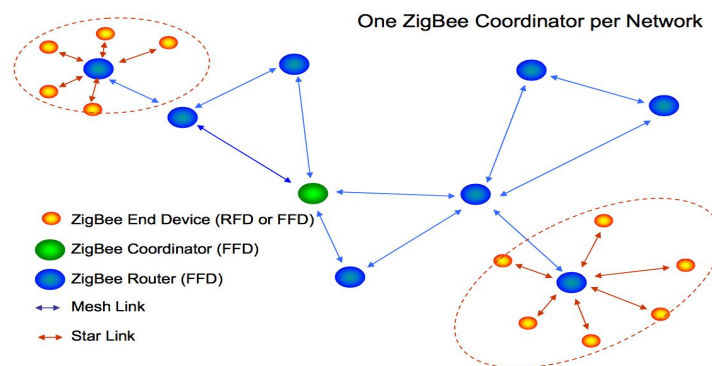 One ZigBee Coordinator per Network
ZigBee End Device (RFD or FFD)
ZigBee Coordinator (FFD)
ZigBee Router (FFD)
Mesh Link
Star Link